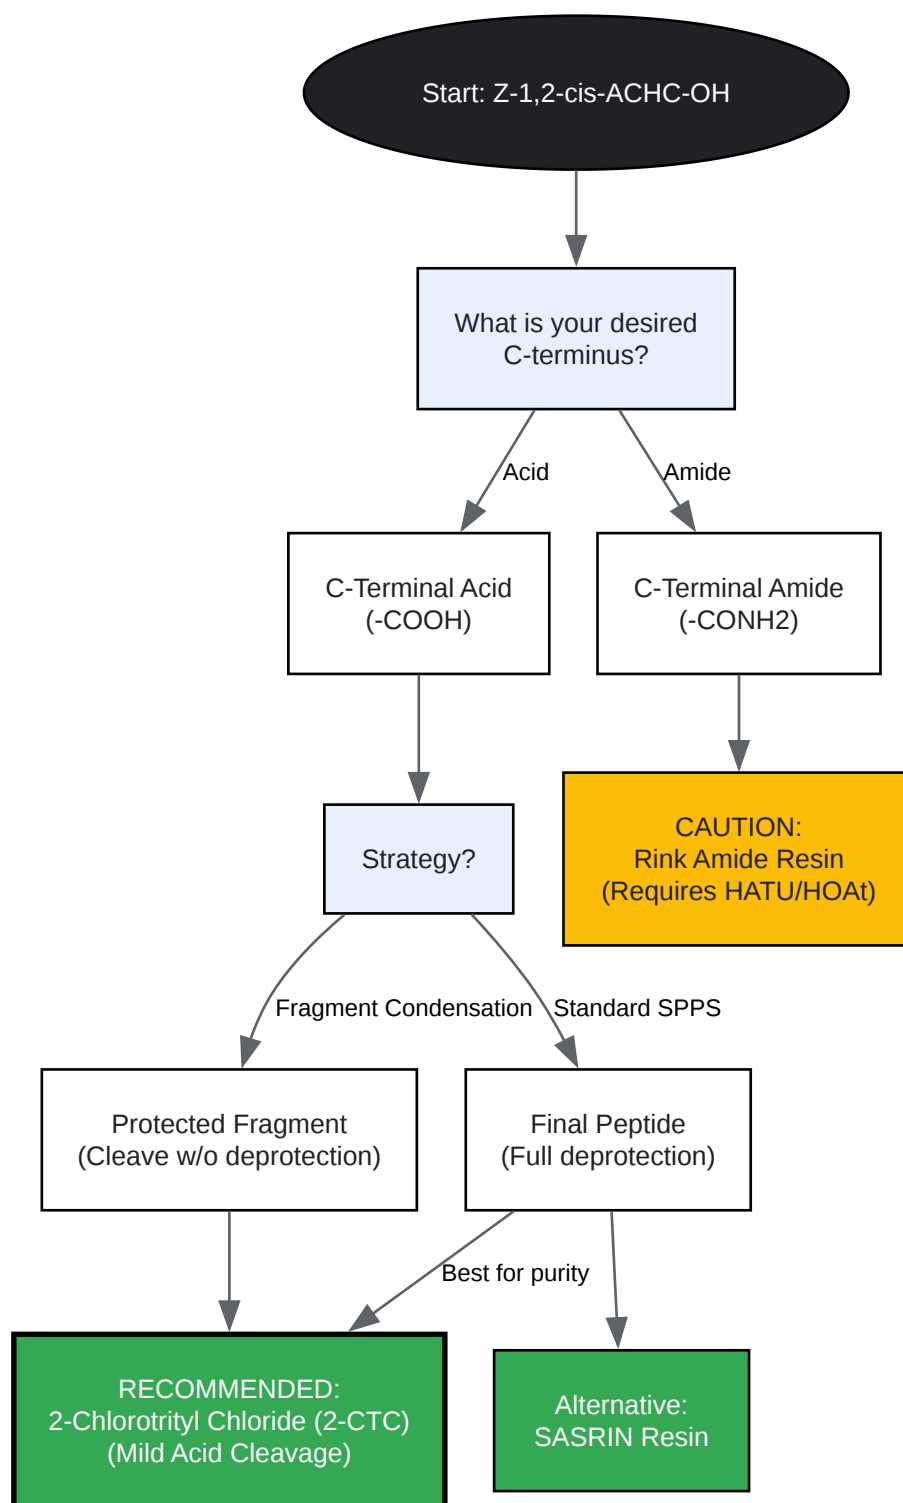 Start: Z-1,2-cis-ACHC-OH
What is your desired
C-terminus?
Acid
Amide
C-Terminal Acid
(-COOH)
C-Terminal Amide
(-CONH2)
Strategy?
CAUTION:
Rink Amide Resin
(Requires HATU/HOAt)
Fragment Condensation
Standard SPPS
Protected Fragment
(Cleave w/o deprotection)
Final Peptide
(Full deprotection)
Best for purity
RECOMMENDED:
2-Chlorotrityl Chloride (2-CTC)
(Mild Acid Cleavage)
Alternative:
SASRIN Resin